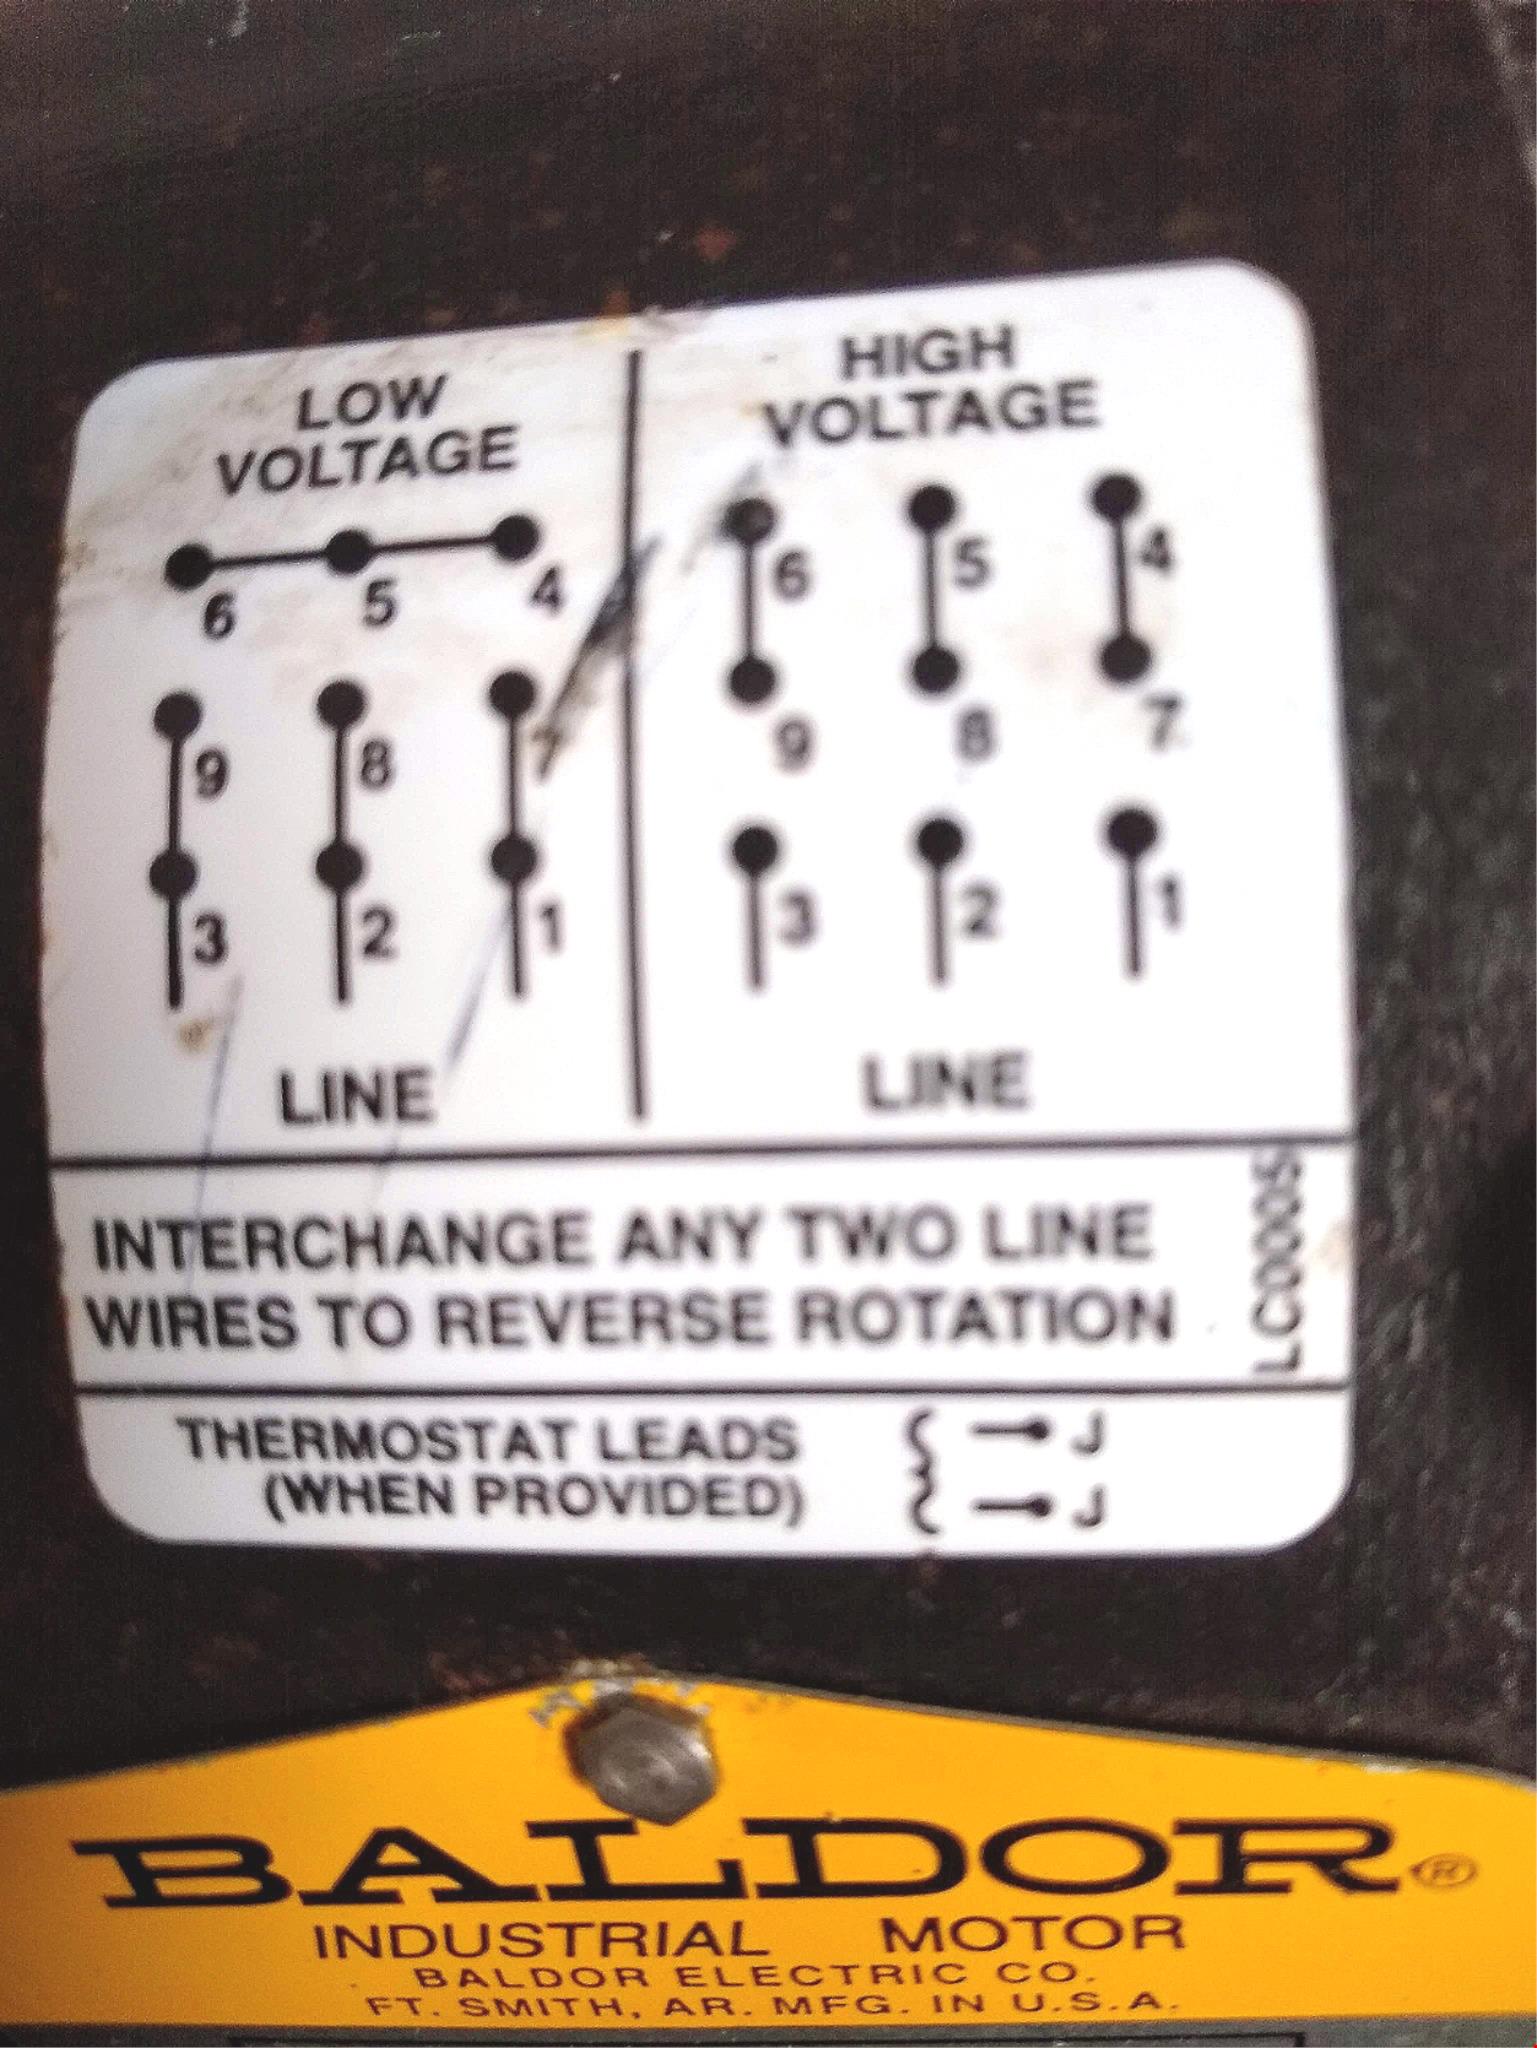 LOW
VOLTAGE
6 5 4
9 8
3 2 1
LINE
HIGH
VOLTAGE
6 5 4
9 8 7
3 2 1
LINE
INTERCHANGE ANY TWO LINE
WIRES TO REVERSE ROTATION
LC0005
THERMOSTAT LEADS
(WHEN PROVIDED)
J
J
BALDOR®
INDUSTRIAL MOTOR
BALDOR ELECTRIC CO.
FT. SMITH, AR. MFG. IN U.S.A.